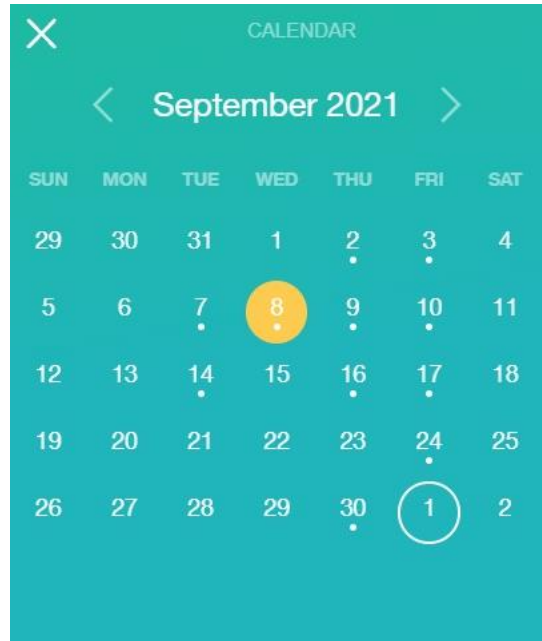 CALENDAR
September 2021
SUN MON TUE WED THU FRI SAT
29 30 31 1 2 3 4
5 6 7 8 9 10 11
12 13 14 15 16 17 18
19 20 21 22 23 24 25
26 27 28 29 30 1 2